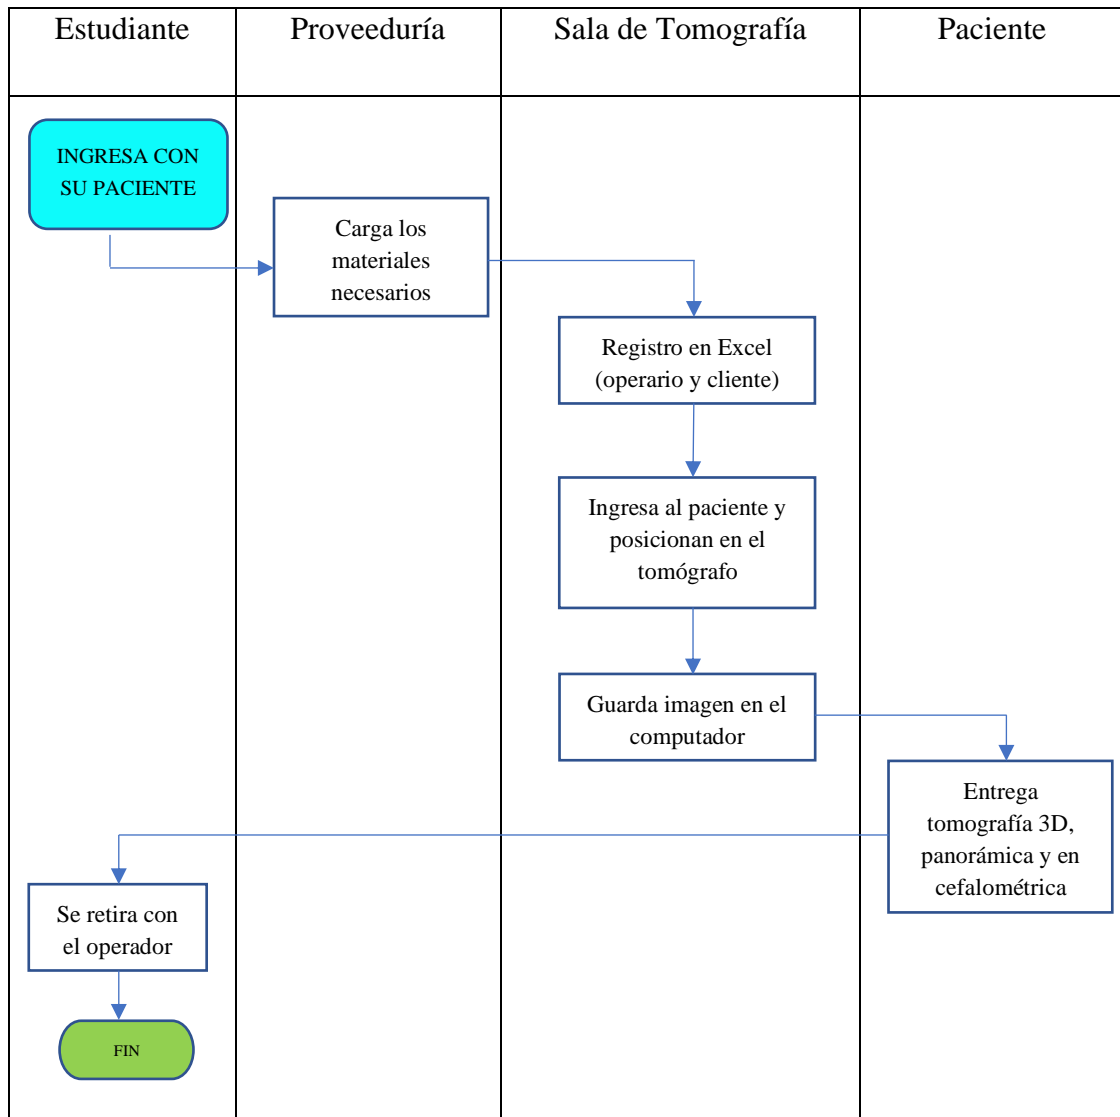 Estudiante
Proveeduría
Sala de Tomografía
Paciente
INGRESA CON
SU PACIENTE
Carga los
materiales
necesarios
Registro en Excel
(operario y cliente)
Ingresa al paciente y
posicionan en el
tomógrafo
Guarda imagen en el
computador
Entrega
tomografía 3D,
panorámica y en
cefalométrica
Se retira con
el operador
FIN